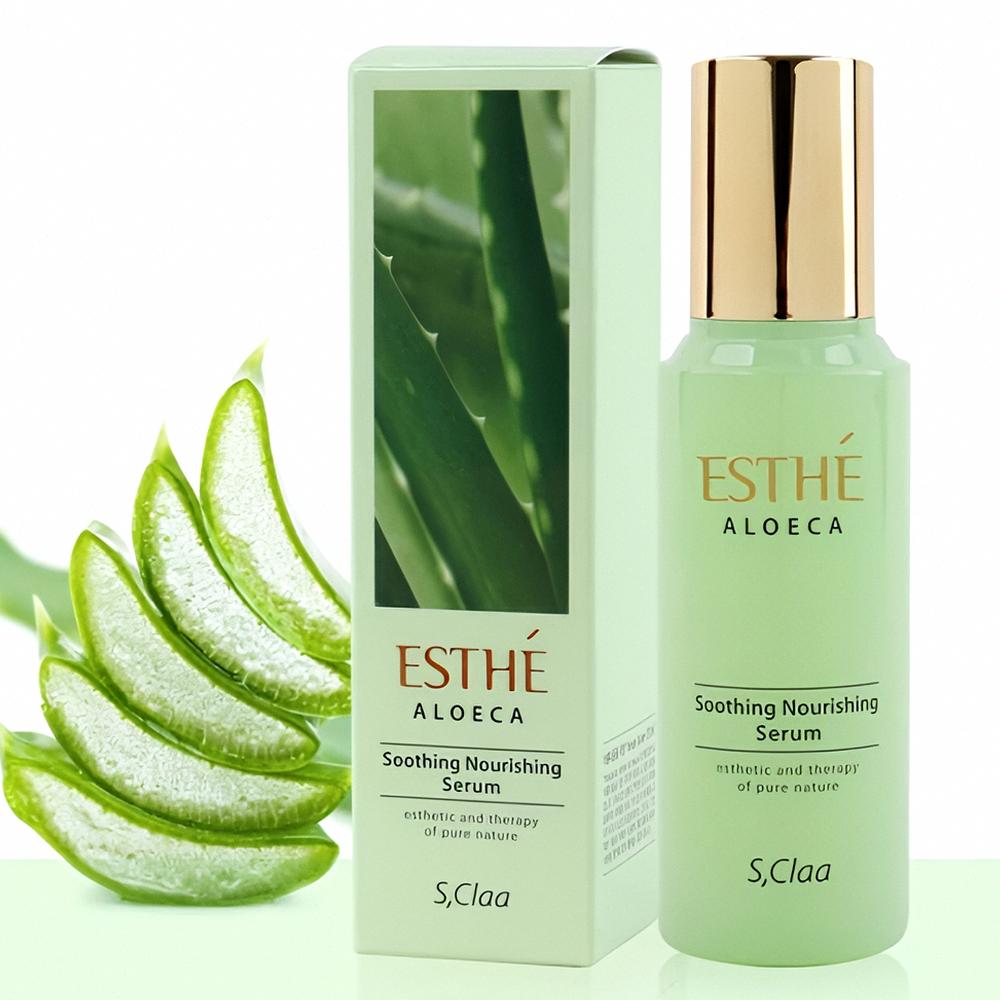 ESTHÉ
ALOECA
Soothing Nourishing
Serum
esthetic and therapy
of pure nature
S,Claa
ESTHÉ
ALOECA
Soothing Nourishing
Serum
esthetic and therapy
of pure nature
S,Claa